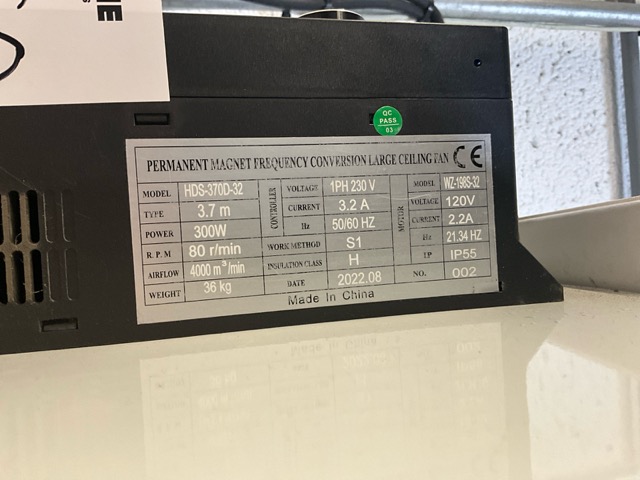 NE
QC
PASS
03
PERMANENT MAGNET FREQUENCY CONVERSION LARGE CEILING FAN CE
MODEL HDS-370D-32 CONTROLLER VOLTAGE 1PH 230 V MOTOR MODEL WZ-198S-32
TYPE 3.7 m CURRENT 3.2 A VOLTAGE 120V
POWER 300W Hz 50/60 HZ CURRENT 2.2A
R. P. M 80 r/min WORK METHOD S1 Hz 21.34 HZ
AIRFLOW 4000 m³/min INSULATION CLASS H IP IP55
WEIGHT 36 kg DATE 2022.08 NO. 002
Made In China